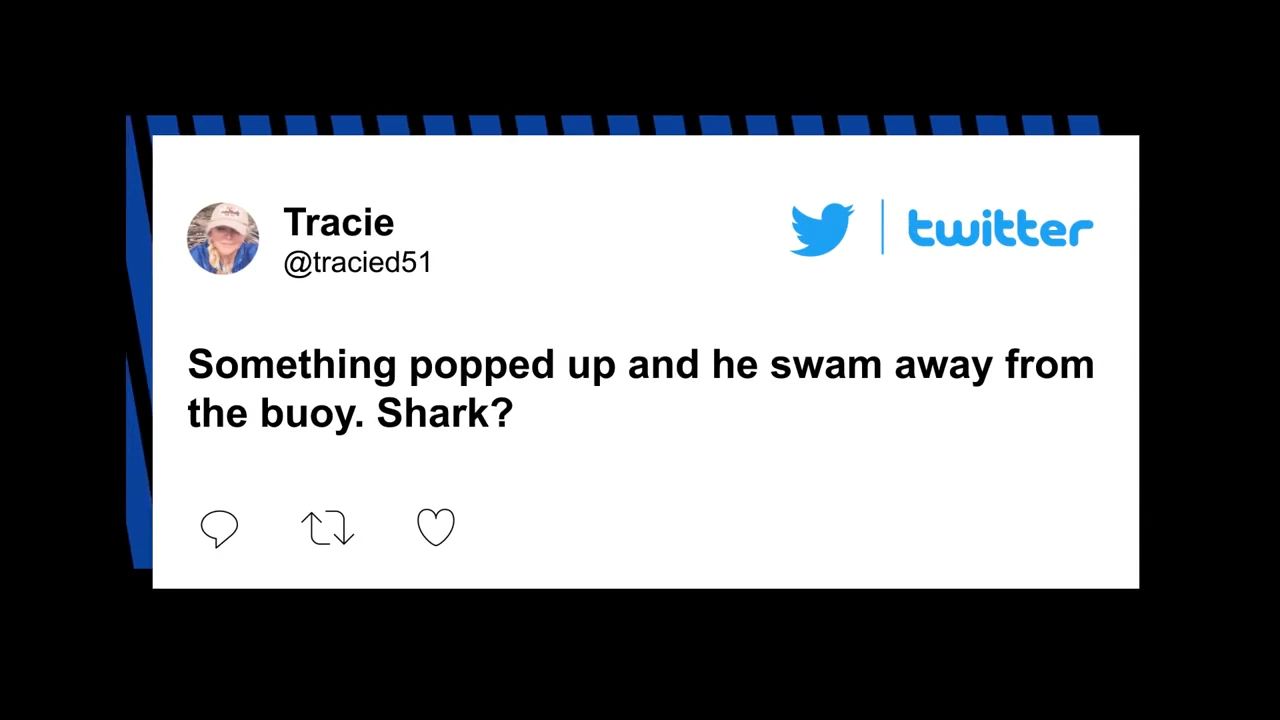 Tracie
@tracied51
twitter
Something popped up and he swam away from
the buoy. Shark?